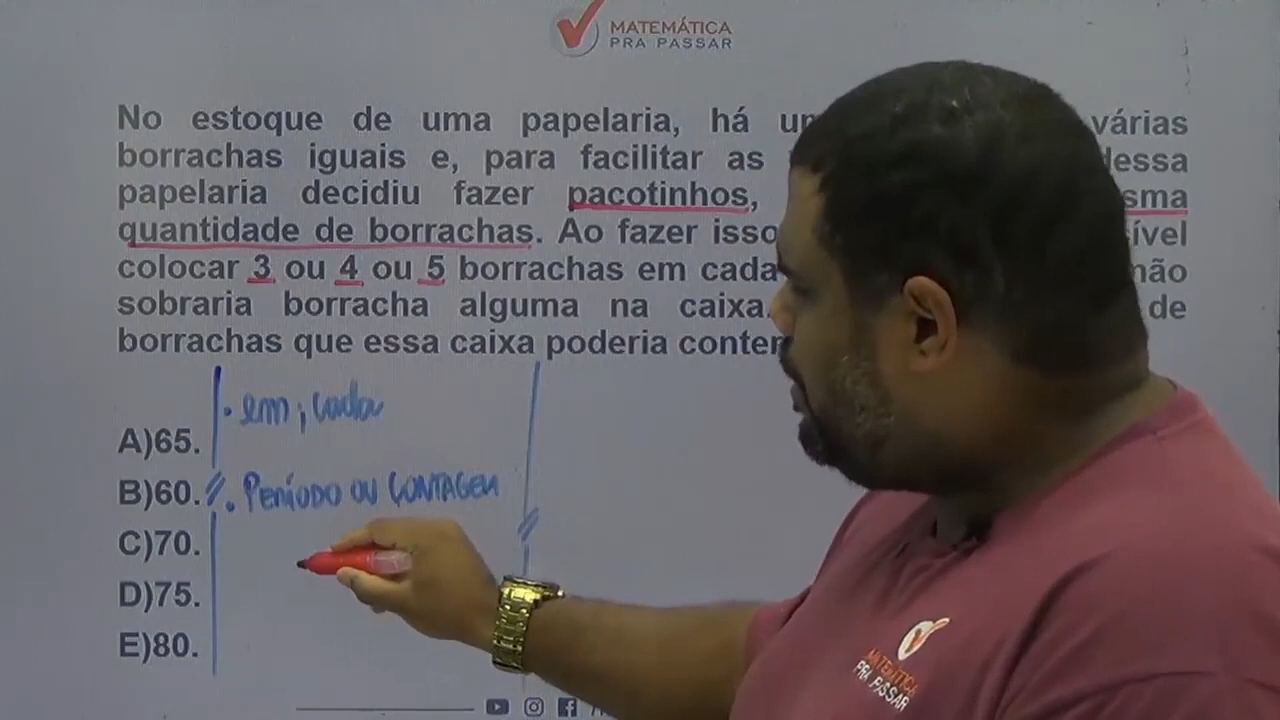 MATEMÁTICA
PRA PASSAR
No estoque de uma papelaria, há várias
borrachas iguais e, para facilitar as dessa
papelaria decidiu fazer pacotinhos,
quantidade de borrachas. Ao fazer isso
colocar 3 ou 4 ou 5 borrachas em cada não
sobraria borracha alguma na caixa. de
borrachas que essa caixa poderia conter
. em, cada
A)65.
B)60. . PERÍODO OU CONTAGEM
C)70.
D)75.
E)80.
MATEMÁTICA
PRA PASSAR